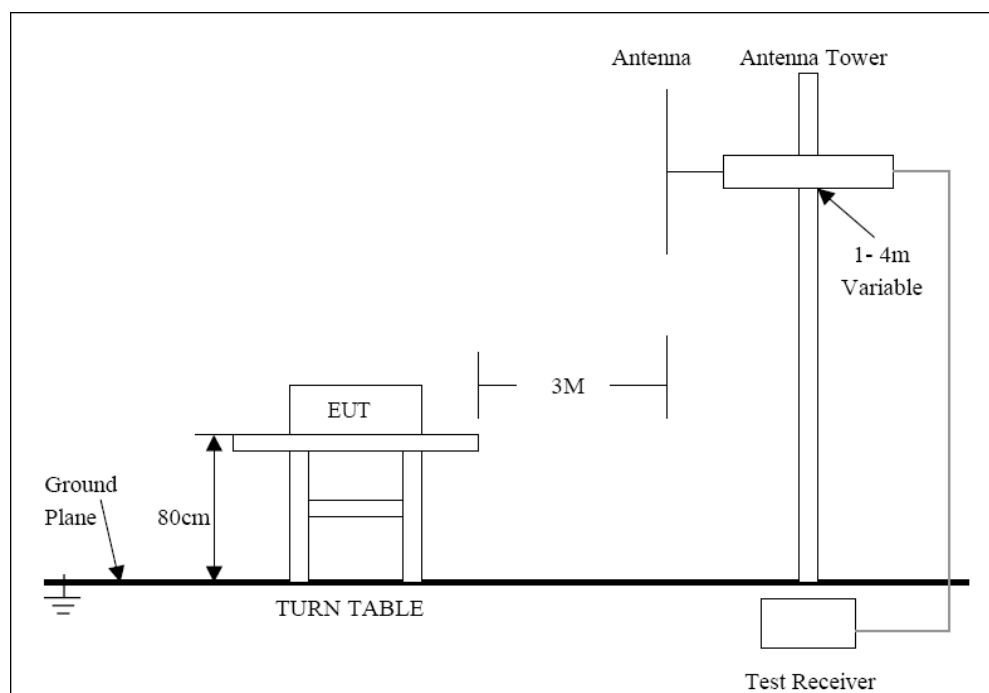 Antenna
Antenna Tower
1- 4m
Variable
3M
EUT
Ground
Plane
80cm
TURN TABLE
Test Receiver